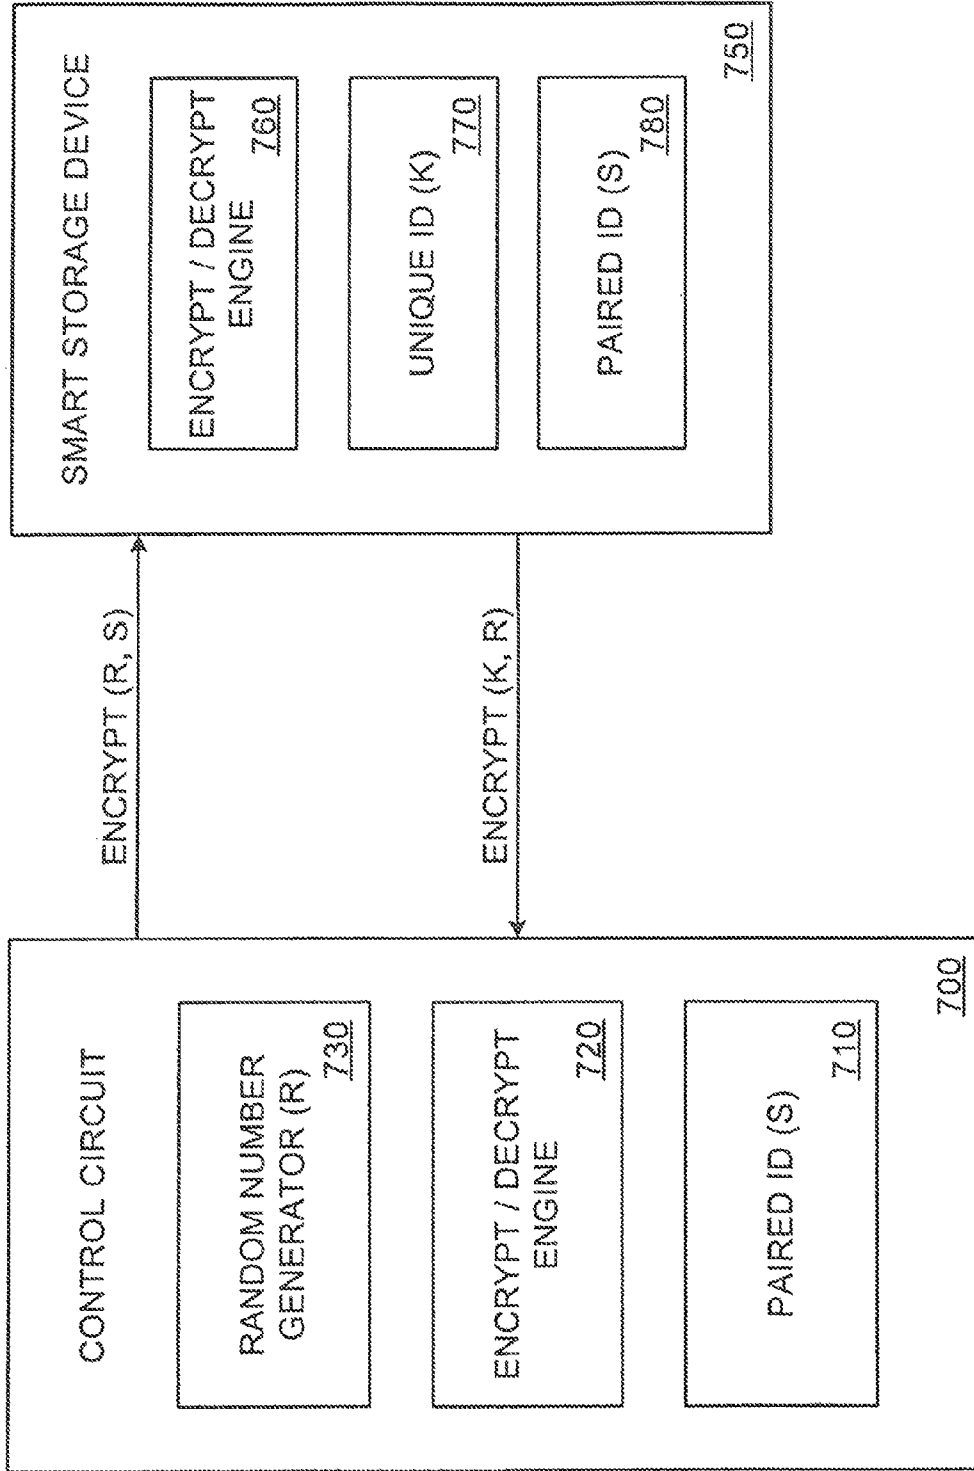 CONTROL CIRCUIT
RANDOM NUMBER
GENERATOR (R)
730
ENCRYPT / DECRYPT
ENGINE
720
PAIRED ID (S)
710
700
ENCRYPT (R, S)
ENCRYPT (K, R)
SMART STORAGE DEVICE
ENCRYPT / DECRYPT
ENGINE
760
UNIQUE ID (K)
770
PAIRED ID (S)
780
750